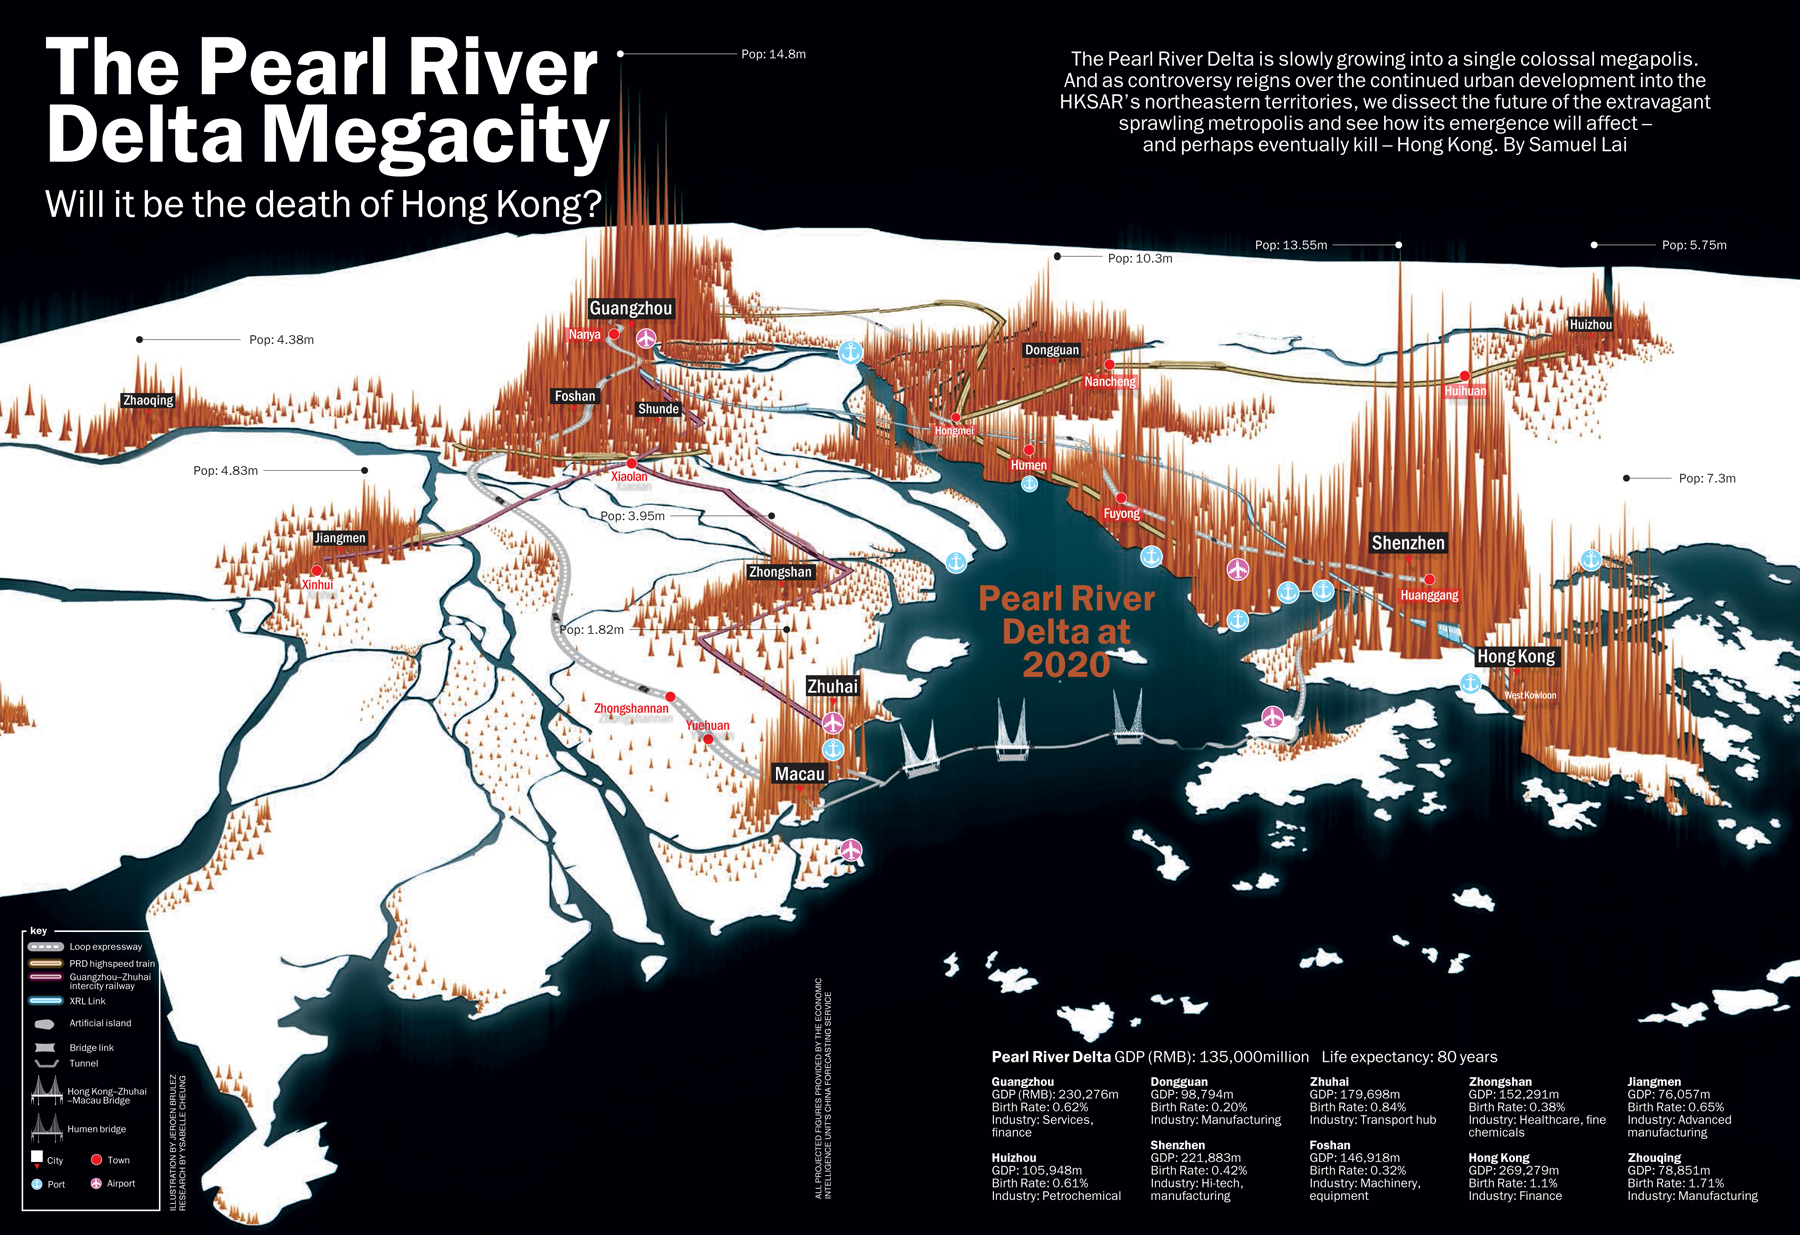 The Pearl River
Delta Megacity
Will it be the death of Hong Kong?
The Pearl River Delta is slowly growing into a single colossal megapolis.
And as controversy reigns over the continued urban development into the
HKSAR's northeastern territories, we dissect the future of the extravagant
sprawling metropolis and see how its emergence will affect –
and perhaps eventually kill – Hong Kong. By Samuel Lai
Pop: 14.8m
Pop: 13.55m
Pop: 5.75m
Pop: 10.3m
Guangzhou
Nanya
Huizhou
Pop: 4.38m
Dongguan
Nancheng
Huihuan
Zhaoqing
Foshan
Shunde
Hongmei
Humen
Pop: 4.83m
Xiaolan
Pop: 7.3m
Pop: 3.95m
Fuyong
Jiangmen
Shenzhen
Xinhui
Zhongshan
Huanggang
Pearl River
Delta at
2020
Pop: 1.82m
Hong Kong
West Kowloon
Zhuhai
Zhongshannan
Yuehuan
Macau
key
Loop expressway
PRD highspeed train
Guangzhou–Zhuhai
intercity railway
XRL Link
Artificial island
Bridge link
Tunnel
Hong Kong–Zhuhai
–Macau Bridge
Humen bridge
City
Town
Port
Airport
ILLUSTRATION BY JEROEN BRULEZ
RESEARCH BY YSABELLE CHEUNG
ALL PROJECTED FIGURES PROVIDED BY THE ECONOMIC
INTELLIGENCE UNIT'S CHINA FORECASTING SERVICE
Pearl River Delta GDP (RMB): 135,000million Life expectancy: 80 years
Guangzhou
GDP (RMB): 230,276m
Birth Rate: 0.62%
Industry: Services,
finance
Huizhou
GDP: 105,948m
Birth Rate: 0.61%
Industry: Petrochemical
Dongguan
GDP: 98,794m
Birth Rate: 0.20%
Industry: Manufacturing
Shenzhen
GDP: 221,883m
Birth Rate: 0.42%
Industry: Hi-tech,
manufacturing
Zhuhai
GDP: 179,698m
Birth Rate: 0.84%
Industry: Transport hub
Foshan
GDP: 146,918m
Birth Rate: 0.32%
Industry: Machinery,
equipment
Zhongshan
GDP: 152,291m
Birth Rate: 0.38%
Industry: Healthcare, fine
chemicals
Hong Kong
GDP: 269,279m
Birth Rate: 1.1%
Industry: Finance
Jiangmen
GDP: 76,057m
Birth Rate: 0.65%
Industry: Advanced
manufacturing
Zhouqing
GDP: 78,851m
Birth Rate: 1.71%
Industry: Manufacturing